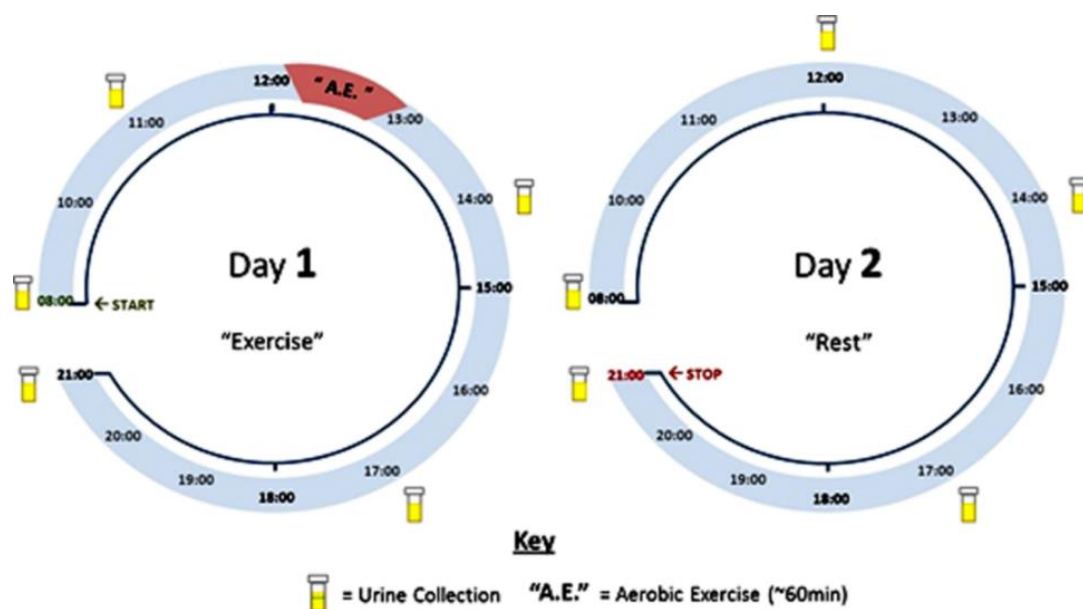 12:00
"A.E."
13:00
14:00
15:00
16:00
17:00
18:00
19:00
20:00
21:00
08:00
10:00
11:00
← START
Day 1
"Exercise"
12:00
13:00
14:00
15:00
16:00
17:00
18:00
19:00
20:00
21:00
08:00
10:00
11:00
Day 2
"Rest"
← STOP
Key
= Urine Collection "A.E." = Aerobic Exercise (~60min)